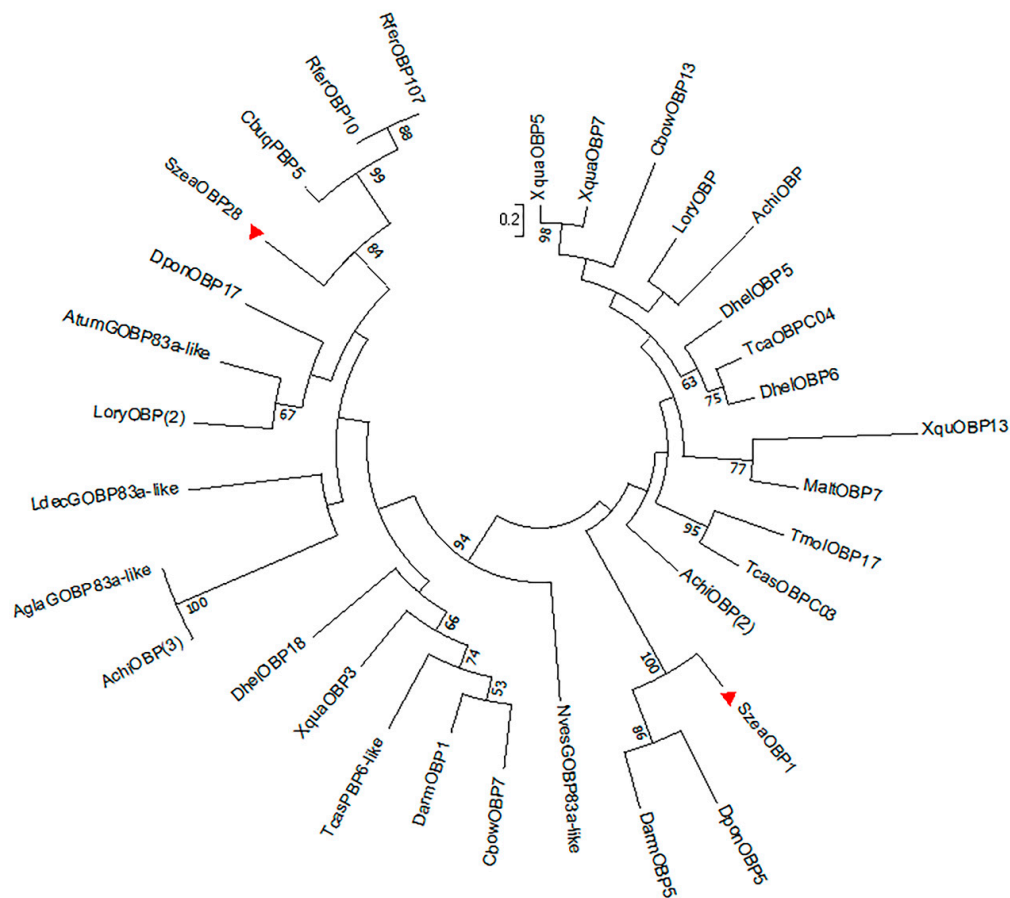 RferOBP107
RferOBP10
CbuqPBP5
SzeaOBP28
DponOBP17
AtumGOBP83a-like
LoryOBP(2)
LdecGOBP83a-like
AglaGOBP83a-like
AchiOBP(3)
DhelOBP18
XquaOBP3
TcasPBP6-like
DarmOBP1
CbowOBP7
NvesGOBP83a-like
DarmOBP5
DponOBP5
SzeaOBP1
AchiOBP(2)
TcasOBPC03
TmolOBP17
MaltOBP7
XquOBP13
DhelOBP6
TcaOBPC04
DhelOBP5
AchiOBP
LoryOBP
CbowOBP13
XquaOBP7
XquaOBP5
0.2
88
99
84
67
100
66
74
53
94
100
86
95
77
75
63
98